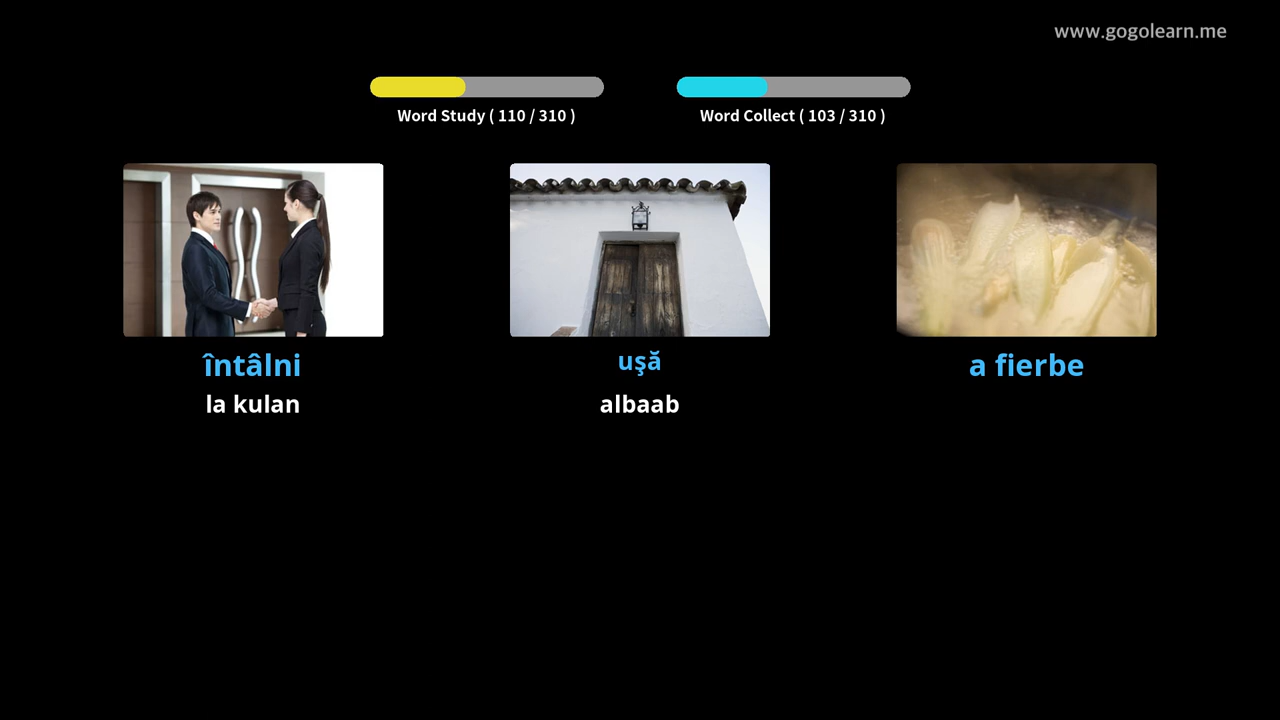 www.gogolearn.me
Word Study ( 110 / 310 )
Word Collect ( 103 / 310 )
întâlni
la kulan
uşă
albaab
a fierbe